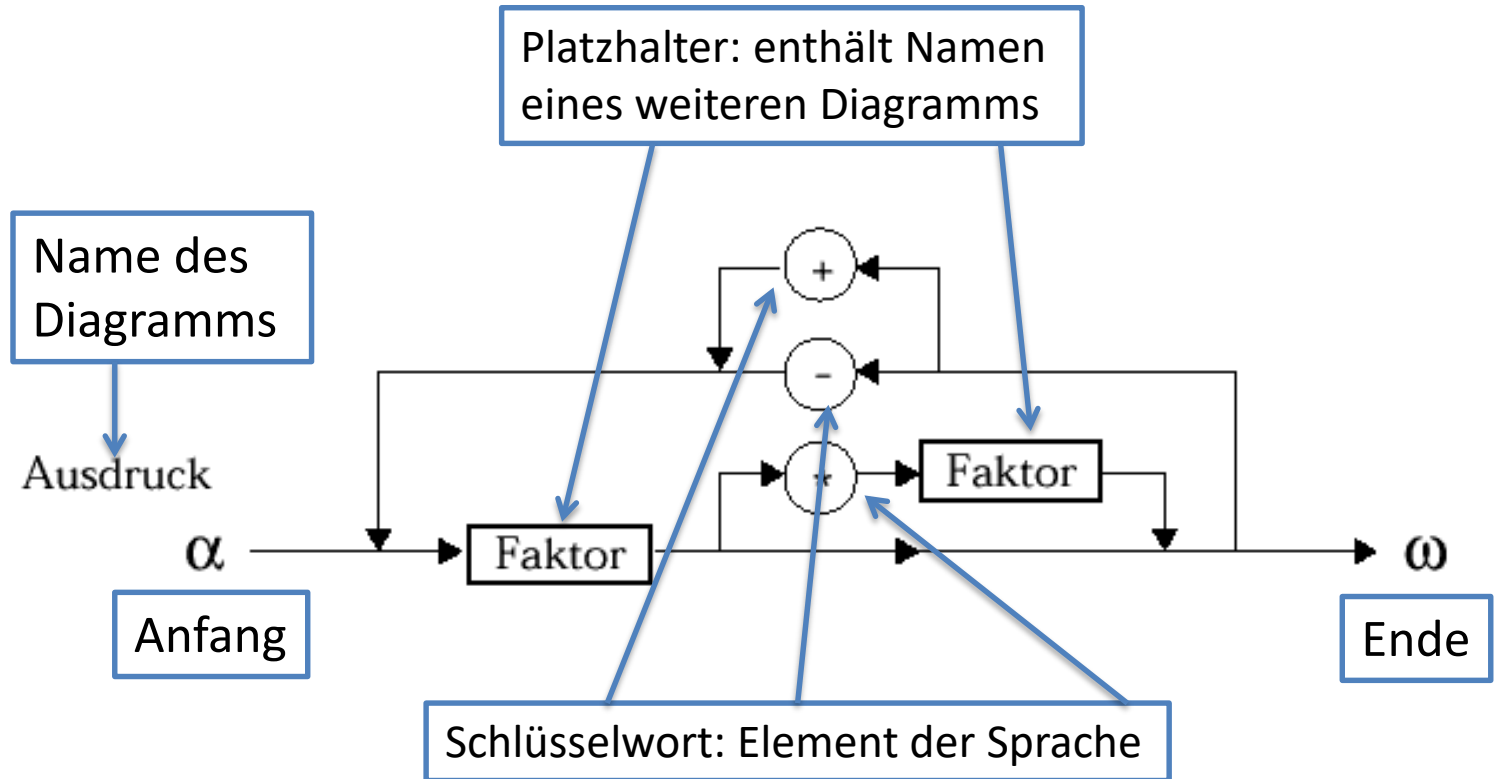 Platzhalter: enthält Namen
eines weiteren Diagramms
Name des
Diagramms
+
-
Ausdruck
*
Faktor
α
Faktor
ω
Anfang
Ende
Schlüsselwort: Element der Sprache